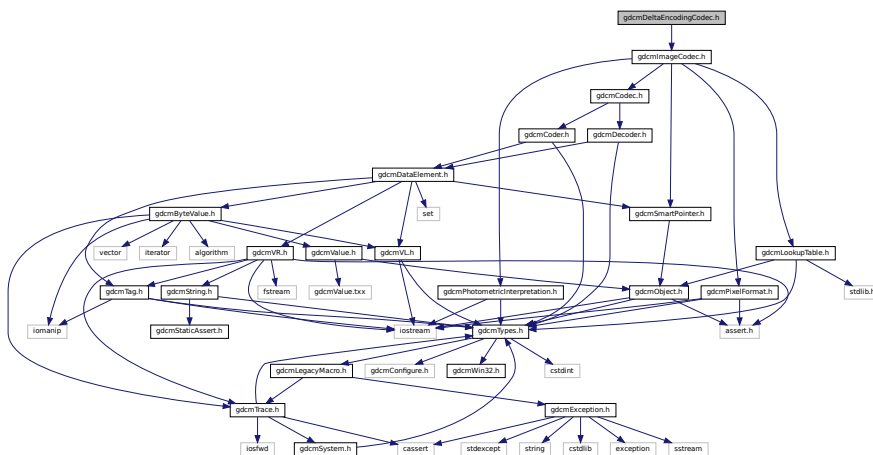 gdcmDeltaEncodingCodec.h
gdcmImageCodec.h
gdcmCodec.h
gdcmCoder.h
gdcmDecoder.h
gdcmDataElement.h
gdcmByteValue.h
set
gdcmSmartPointer.h
vector
iterator
algorithm
gdcmVR.h
gdcmValue.h
gdcmVL.h
gdcmLookupTable.h
gdcmTag.h
gdcmString.h
fstream
gdcmValue.txx
gdcmPhotometricInterpretation.h
gdcmObject.h
gdcmPixelFormat.h
stdlib.h
iomanip
gdcmStaticAssert.h
iostream
gdcmTypes.h
assert.h
gdcmLegacyMacro.h
gdcmConfigure.h
gdcmWin32.h
cstdint
gdcmTrace.h
gdcmException.h
iosfwd
gdcmSystem.h
cassert
stdexcept
string
cstdlib
exception
sstream